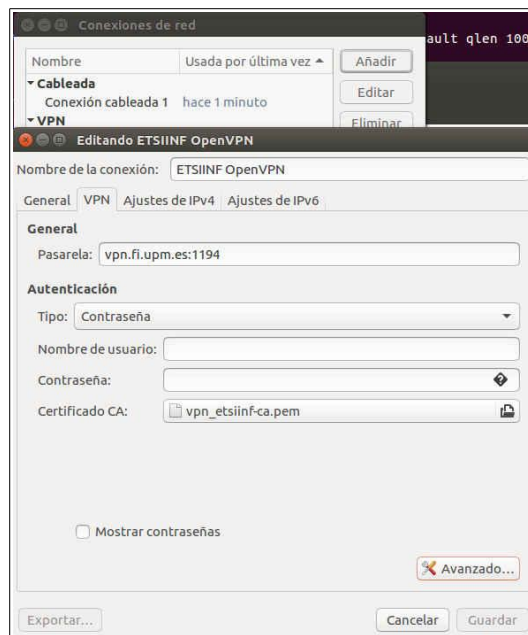 Conexiones de red
ault qlen 100
Nombre Usada por última vez Añadir
Cableada
Conexión cableada 1 hace 1 minuto Editar
VPN Eliminar
Editando ETSIINF OpenVPN
Nombre de la conexión: ETSIINF OpenVPN
General VPN Ajustes de IPv4 Ajustes de IPv6
General
Pasarela: vpn.fi.upm.es:1194
Autenticación
Tipo: Contraseña
Nombre de usuario:
Contraseña:
Certificado CA: vpn_etsiinf-ca.pem
Mostrar contraseñas
Avanzado...
Exportar... Cancelar Guardar